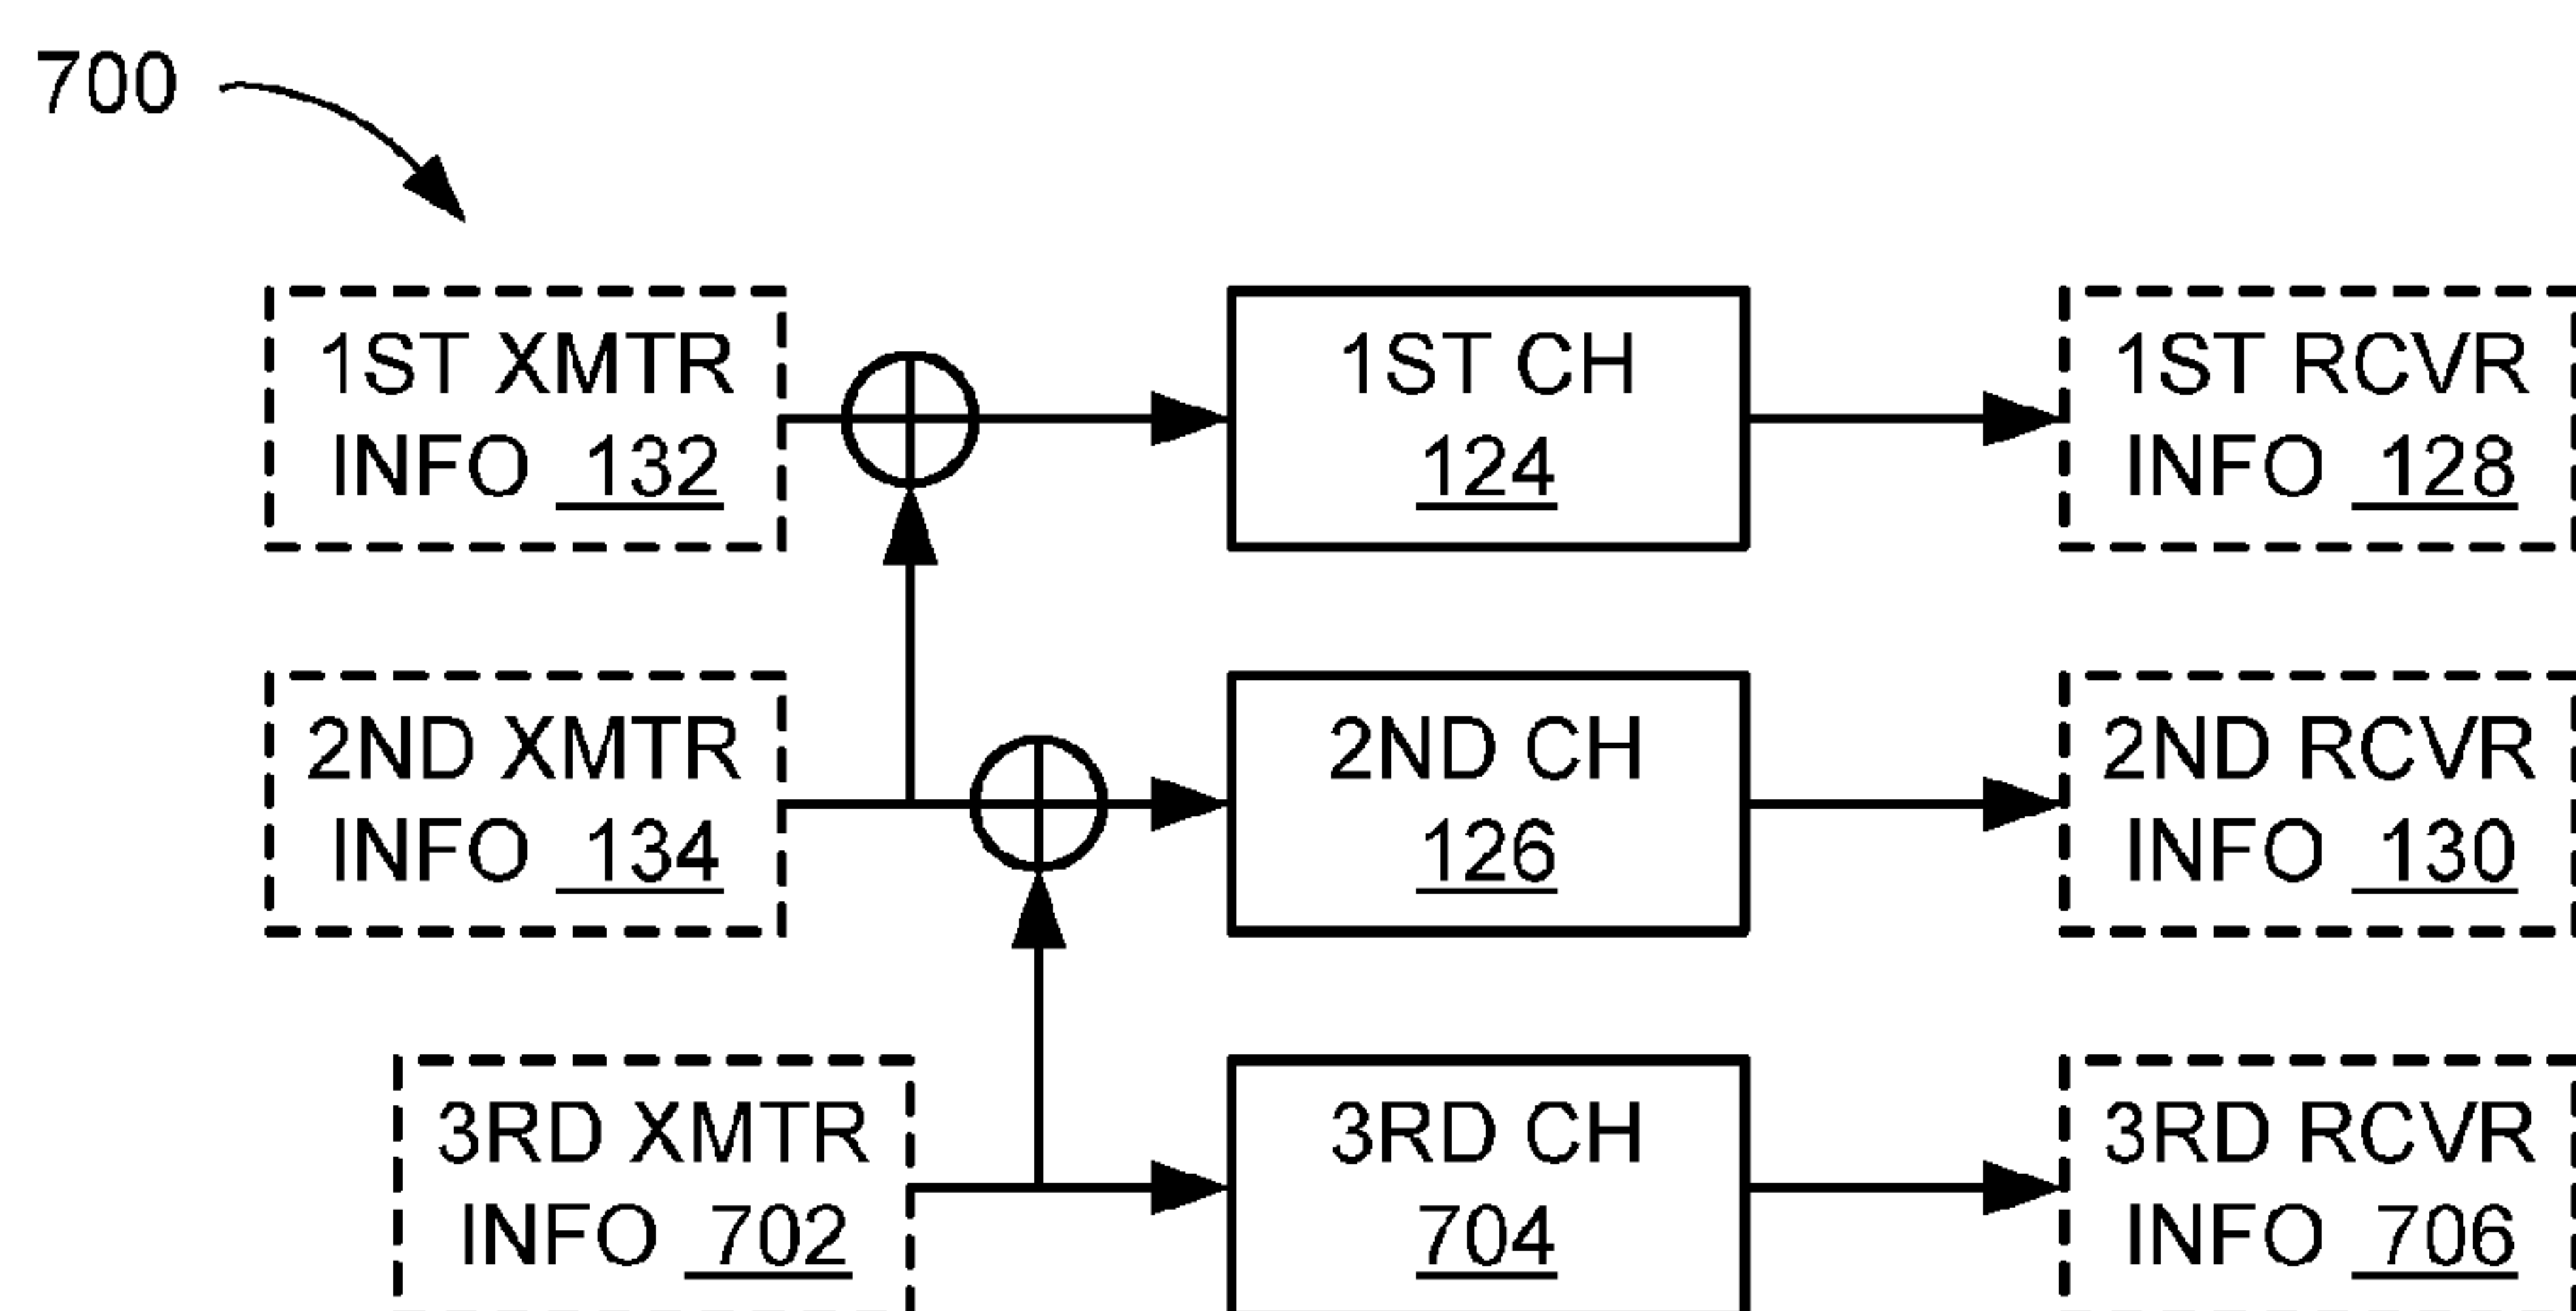 700
1ST XMTR
INFO 132
1ST CH
124
1ST RCVR
INFO 128
2ND XMTR
INFO 134
2ND CH
126
2ND RCVR
INFO 130
3RD XMTR
INFO 702
3RD CH
704
3RD RCVR
INFO 706